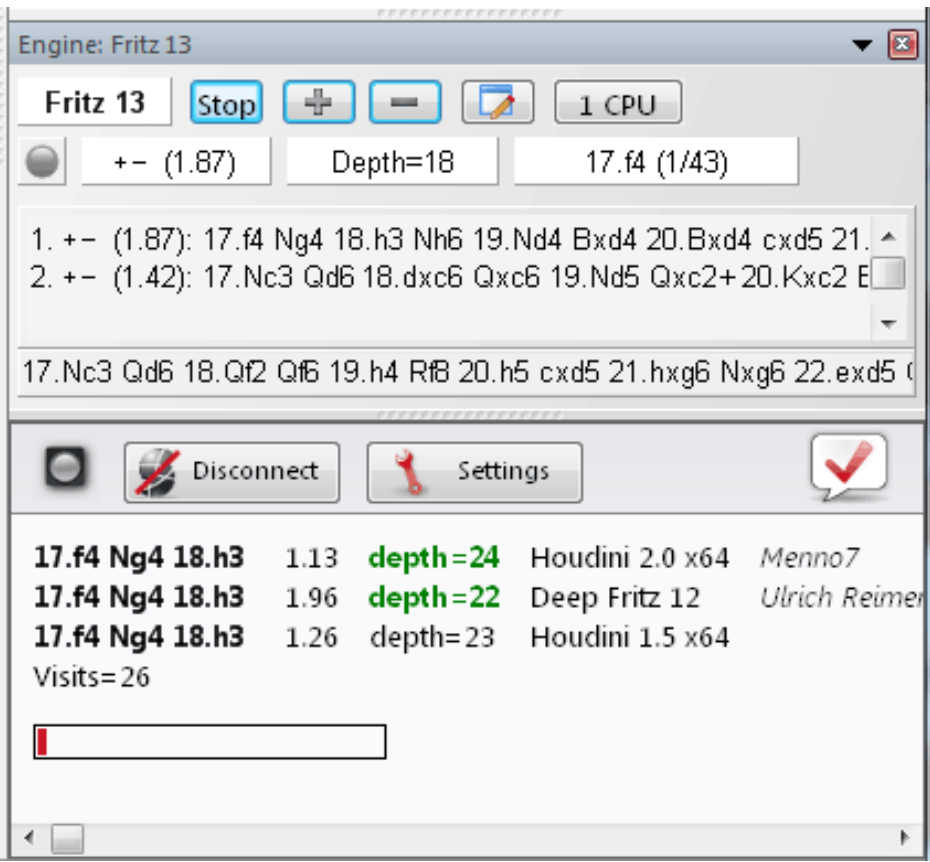 Engine: Fritz 13
Fritz 13 Stop + − 1 CPU
+− (1.87) Depth=18 17.f4 (1/43)
1. +− (1.87): 17.f4 Ng4 18.h3 Nh6 19.Nd4 Bxd4 20.Bxd4 cxd5 21.
2. +− (1.42): 17.Nc3 Qd6 18.dxc6 Qxc6 19.Nd5 Qxc2+ 20.Kxc2 E
17.Nc3 Qd6 18.Qf2 Qf6 19.h4 Rf8 20.h5 cxd5 21.hxg6 Nxg6 22.exd5
Disconnect Settings
17.f4 Ng4 18.h3 1.13 depth=24 Houdini 2.0 x64 Menno7
17.f4 Ng4 18.h3 1.96 depth=22 Deep Fritz 12 Ulrich Reimer
17.f4 Ng4 18.h3 1.26 depth=23 Houdini 1.5 x64
Visits=26